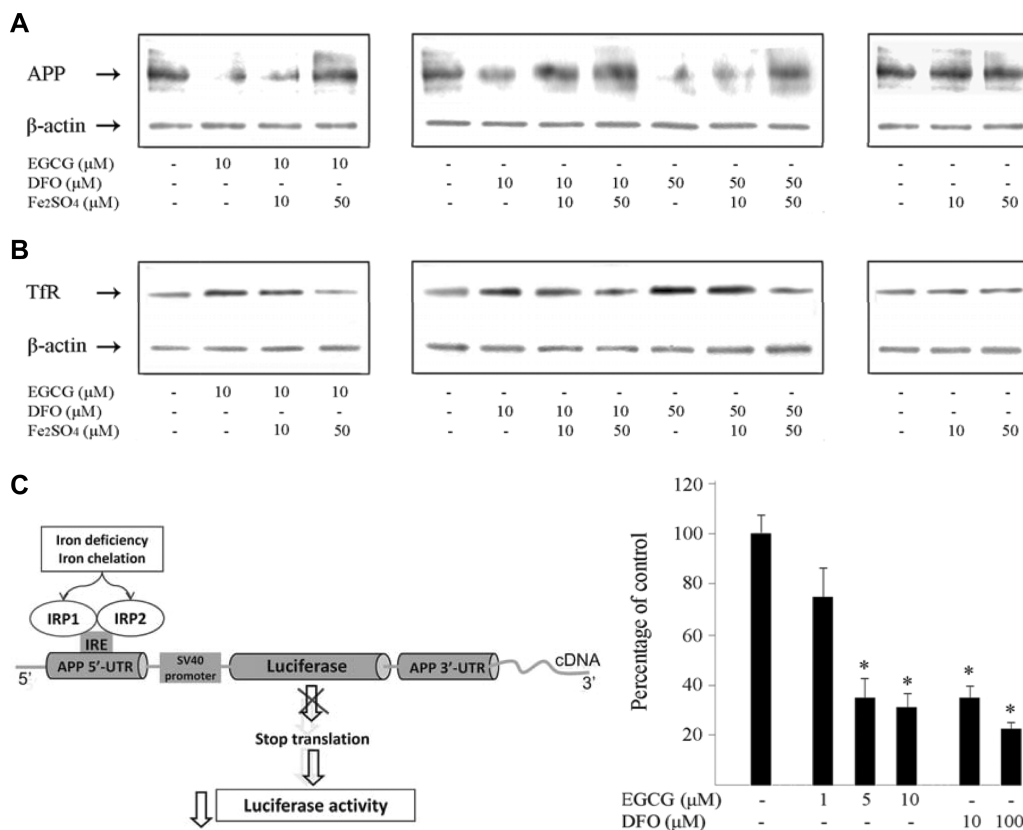 A
APP →
β-actin →
EGCG (μM) - 10 10 10 - - - - - - - - - -
DFO (μM) - - - - - 10 10 10 50 50 50 - - -
Fe2SO4 (μM) - - 10 50 - - 10 50 - 10 50 - 10 50
B
TfR →
β-actin →
EGCG (μM) - 10 10 10 - - - - - - - - - -
DFO (μM) - - - - - 10 10 10 50 50 50 - - -
Fe2SO4 (μM) - - 10 50 - - 10 50 - 10 50 - 10 50
C
Iron deficiency
Iron chelation
IRP1 IRP2
IRE
5' APP 5'-UTR SV40 promoter Luciferase APP 3'-UTR cDNA 3'
Stop translation
Luciferase activity
Percentage of control
120
100
80
60
40
20
* * * *
EGCG (μM) - 1 5 10 - -
DFO (μM) - - - - 10 100